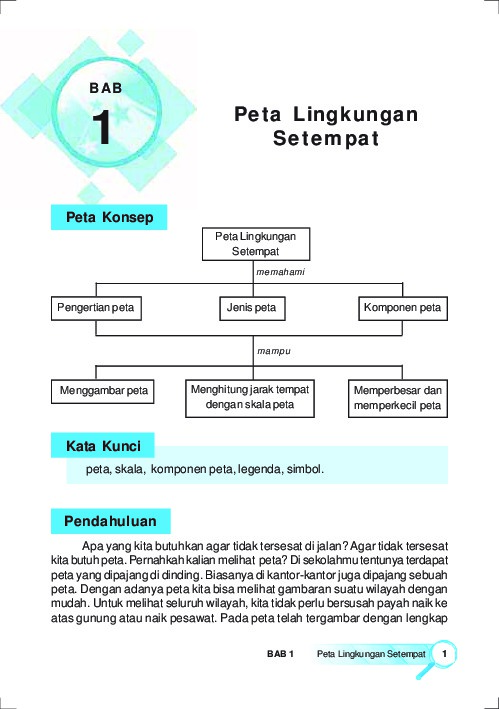 BAB
1
Peta Lingkungan
Setempat
Peta Konsep
Peta Lingkungan
Setempat
memahami
Pengertian peta
Jenis peta
Komponen peta
mampu
Menggambar peta
Menghitung jarak tempat
dengan skala peta
Memperbesar dan
memperkecil peta
Kata Kunci
peta, skala, komponen peta, legenda, simbol.
Pendahuluan
Apa yang kita butuhkan agar tidak tersesat di jalan? Agar tidak tersesat
kita butuh peta. Pernahkah kalian melihat peta? Di sekolahmu tentunya terdapat
peta yang dipajang di dinding. Biasanya di kantor-kantor juga dipajang sebuah
peta. Dengan adanya peta kita bisa melihat gambaran suatu wilayah dengan
mudah. Untuk melihat seluruh wilayah, kita tidak perlu bersusah payah naik ke
atas gunung atau naik pesawat. Pada peta telah tergambar dengan lengkap
BAB 1 Peta Lingkungan Setempat 1